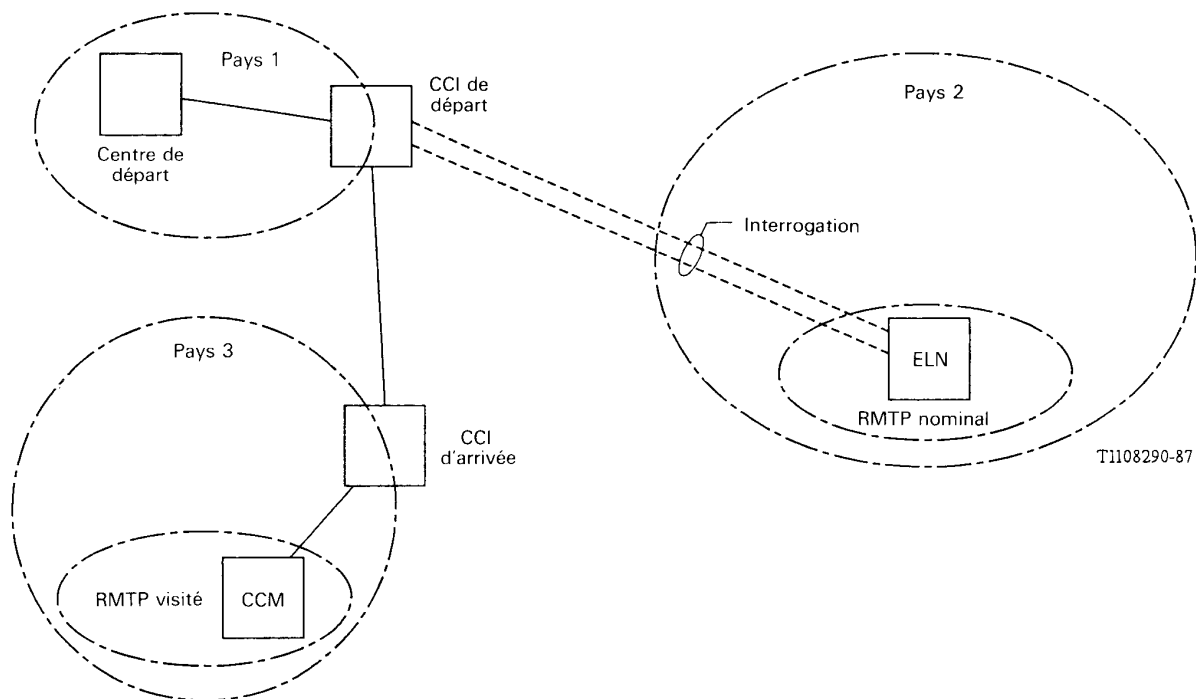 Pays 1
CCI de
départ
Centre de
départ
Pays 2
Interrogation
ELN
RMTP nominal
T1108290-87
Pays 3
CCI
d'arrivée
RMTP visité
CCM